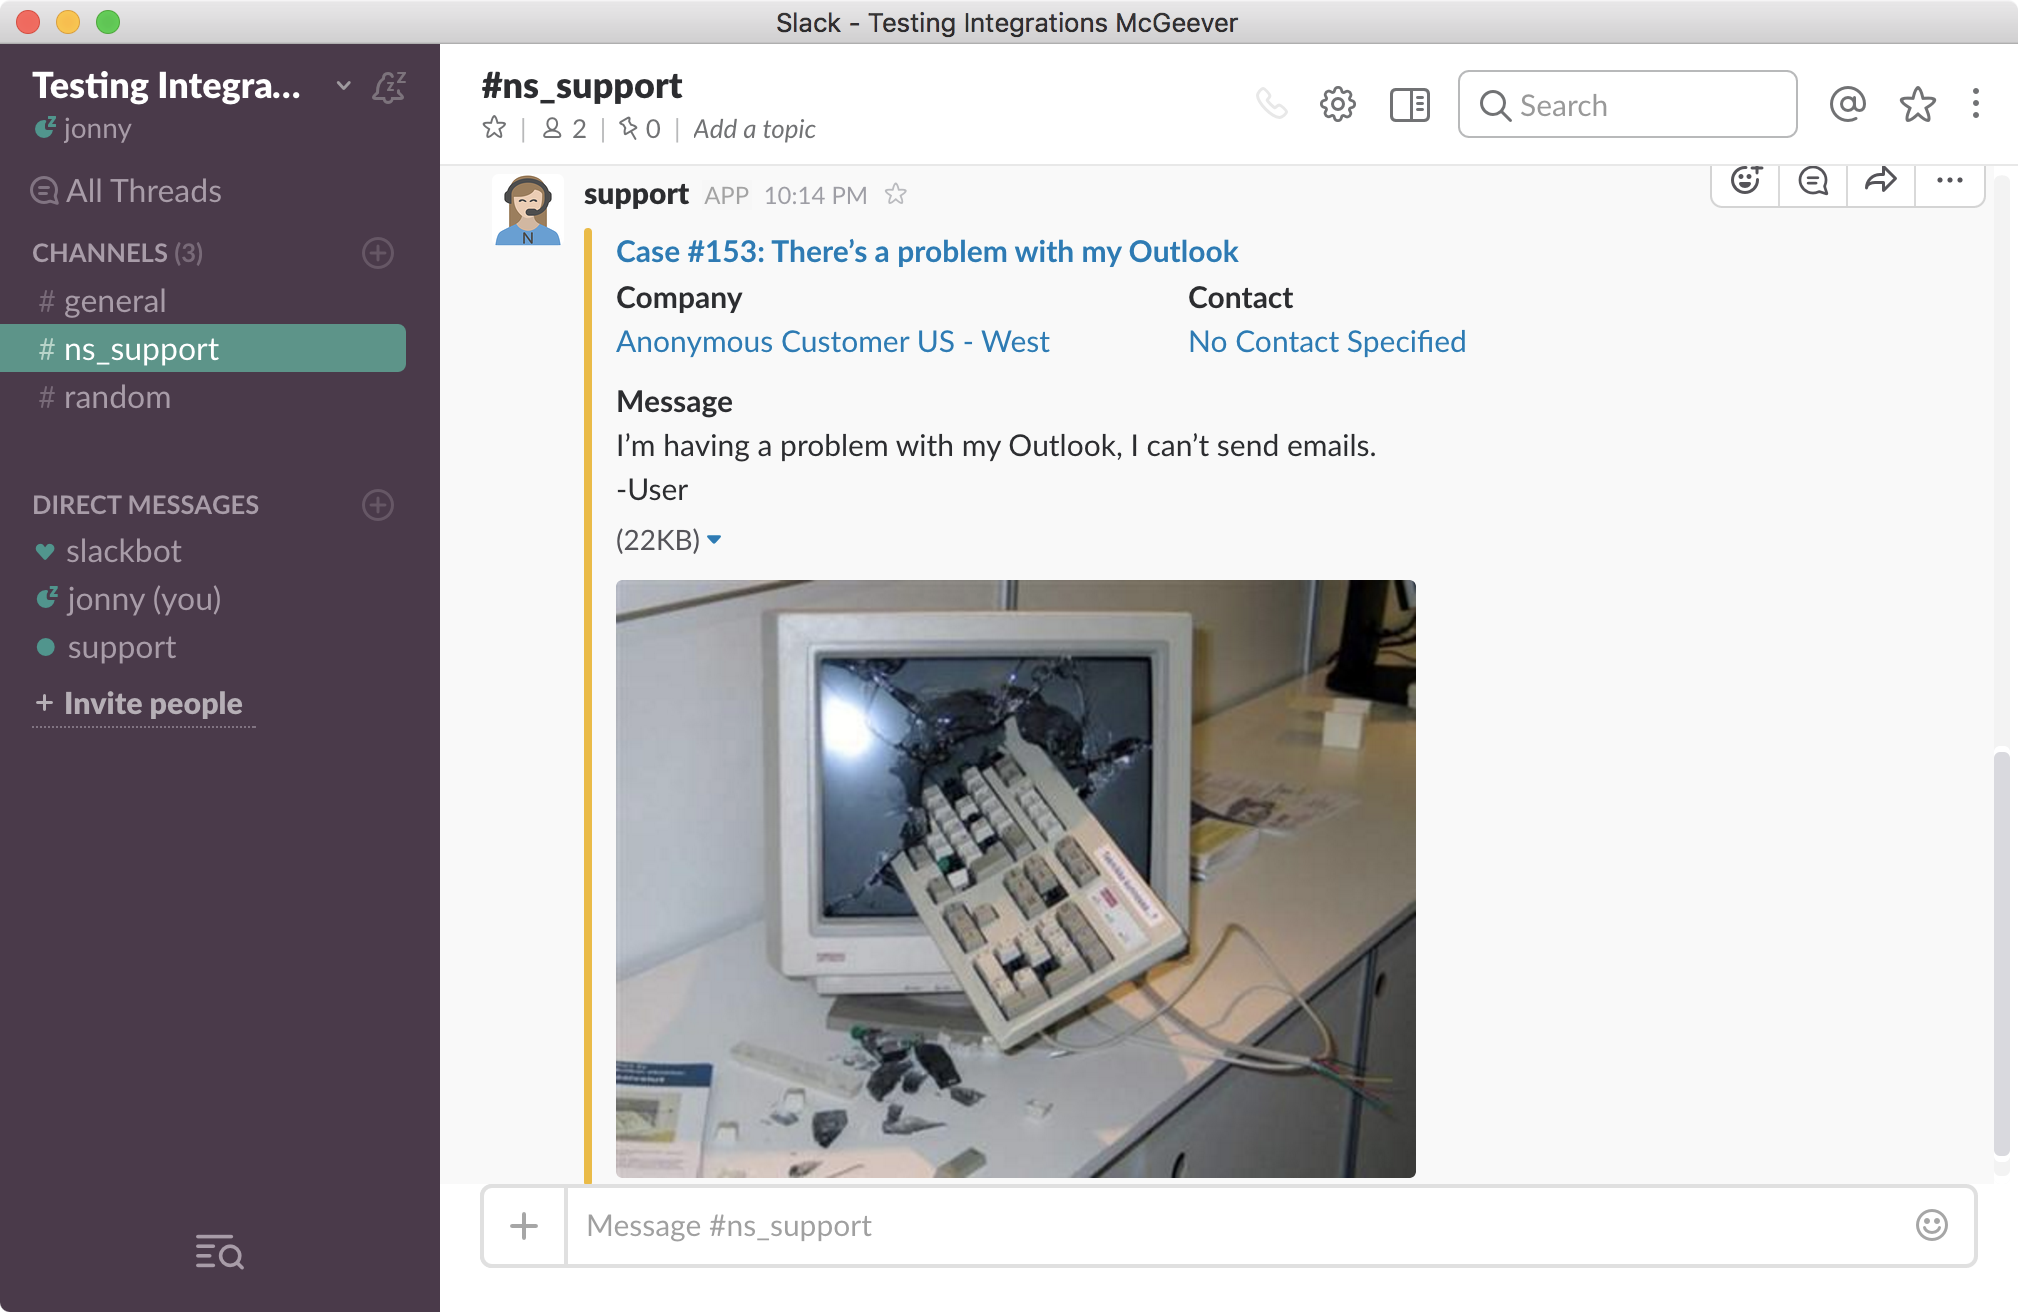 Slack - Testing Integrations McGeever
Testing Integra...
jonny
All Threads
CHANNELS (3)
# general
# ns_support
# random
DIRECT MESSAGES
slackbot
jonny (you)
support
+ Invite people
#ns_support
2 | 0 | Add a topic
Search
support APP 10:14 PM
N
Case #153: There’s a problem with my Outlook
Company Contact
Anonymous Customer US - West No Contact Specified
Message
I’m having a problem with my Outlook, I can’t send emails.
-User
(22KB)
Message #ns_support